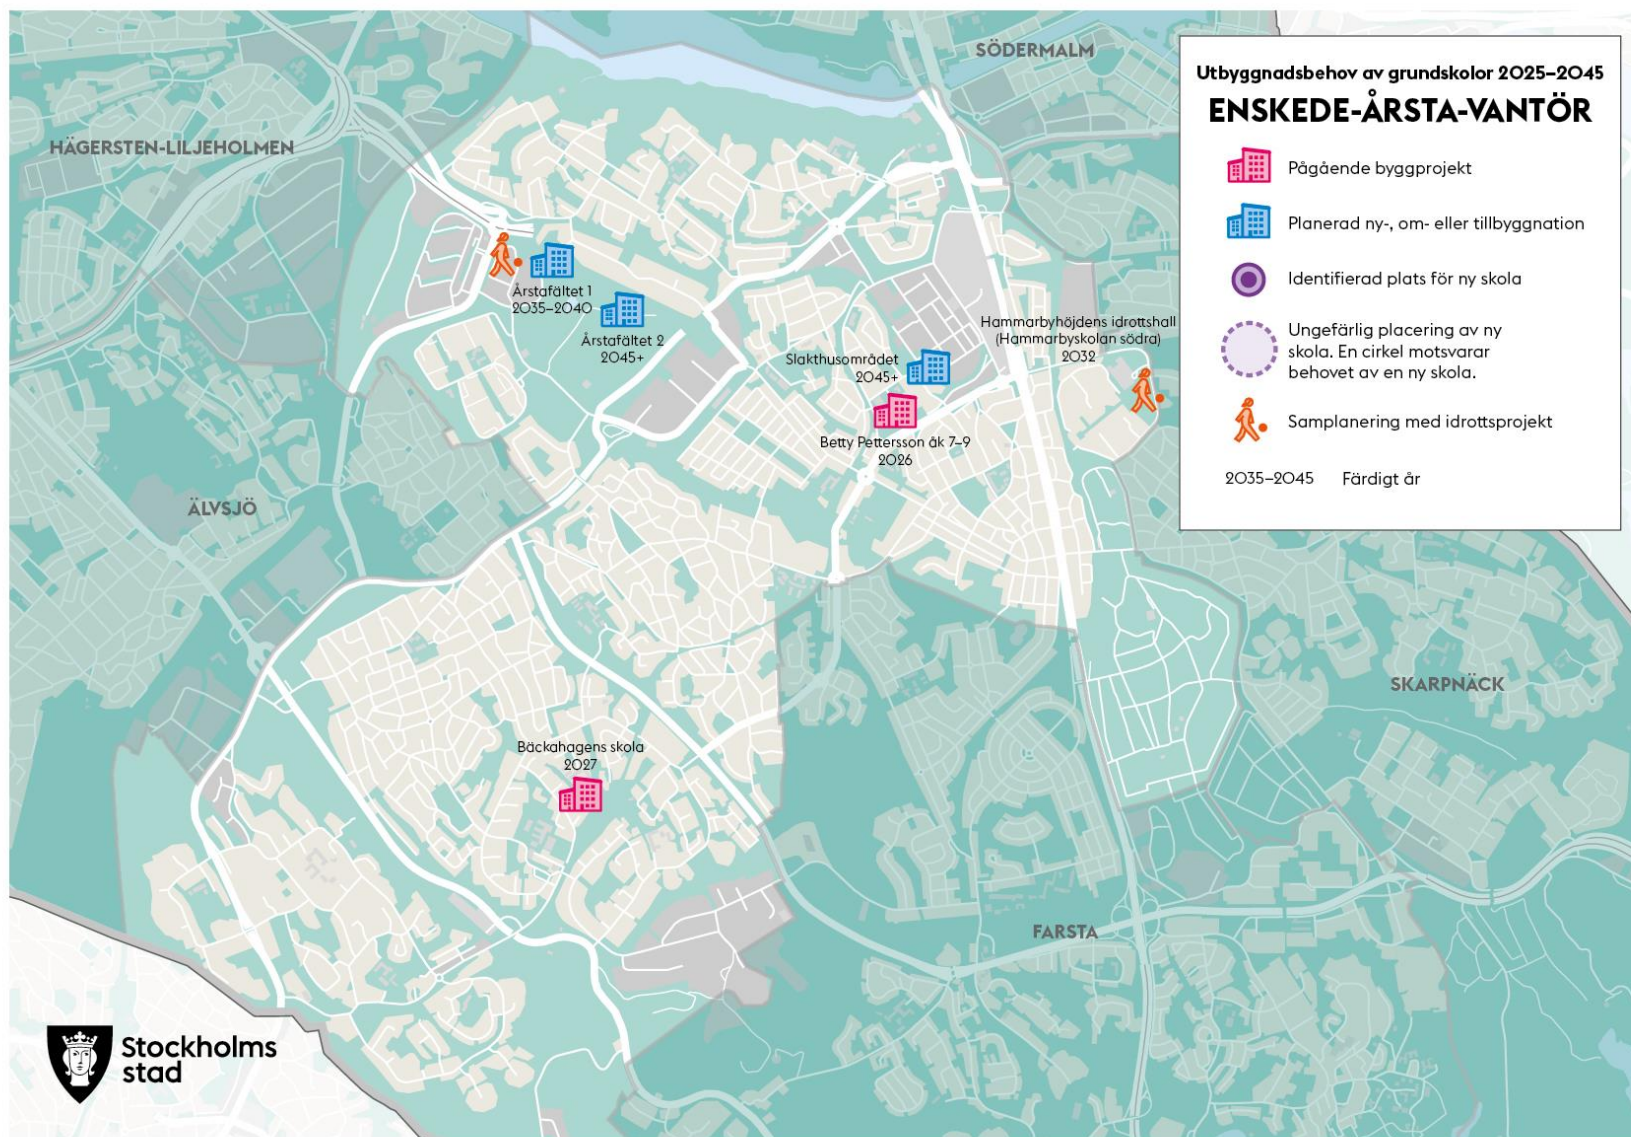 SÖDERMALM
HÄGERSTEN-LILJEHOLMEN
Utbyggnadsbehov av grundskolor 2025–2045
ENSKEDE-ÅRSTA-VANTÖR
Pågående byggprojekt
Planerad ny-, om- eller tillbyggnation
Identifierad plats för ny skola
Ungefärlig placering av ny
skola. En cirkel motsvarar
behovet av en ny skola.
Samplanering med idrottsprojekt
2035–2045 Färdigt år
Årstafältet 1
2035–2040
Årstafältet 2
2045+
Hammarbyhöjdens idrottshall
(Hammarbyskolan södra)
2032
Slakthusområdet
2045+
Betty Pettersson åk 7–9
2026
ÄLVSJÖ
SKARPNÄCK
Bäckahagens skola
2027
FARSTA
Stockholms
stad